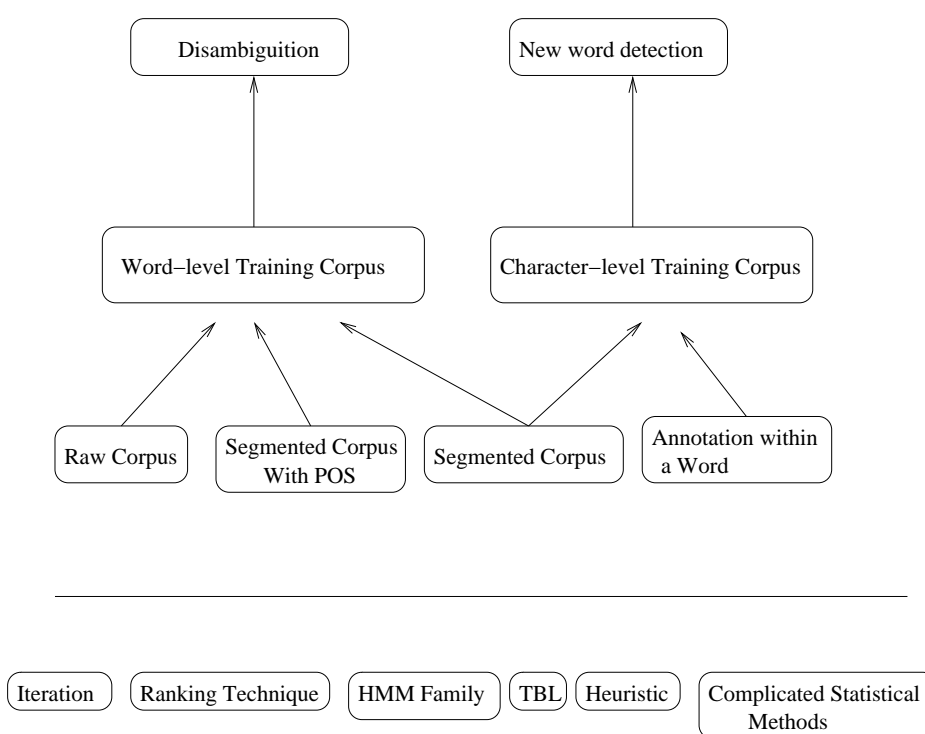 Disambiguition
New word detection
Word−level Training Corpus
Character−level Training Corpus
Raw Corpus
Segmented Corpus
With POS
Segmented Corpus
Annotation within
a Word
Iteration
Ranking Technique
HMM Family
TBL
Heuristic
Complicated Statistical
Methods